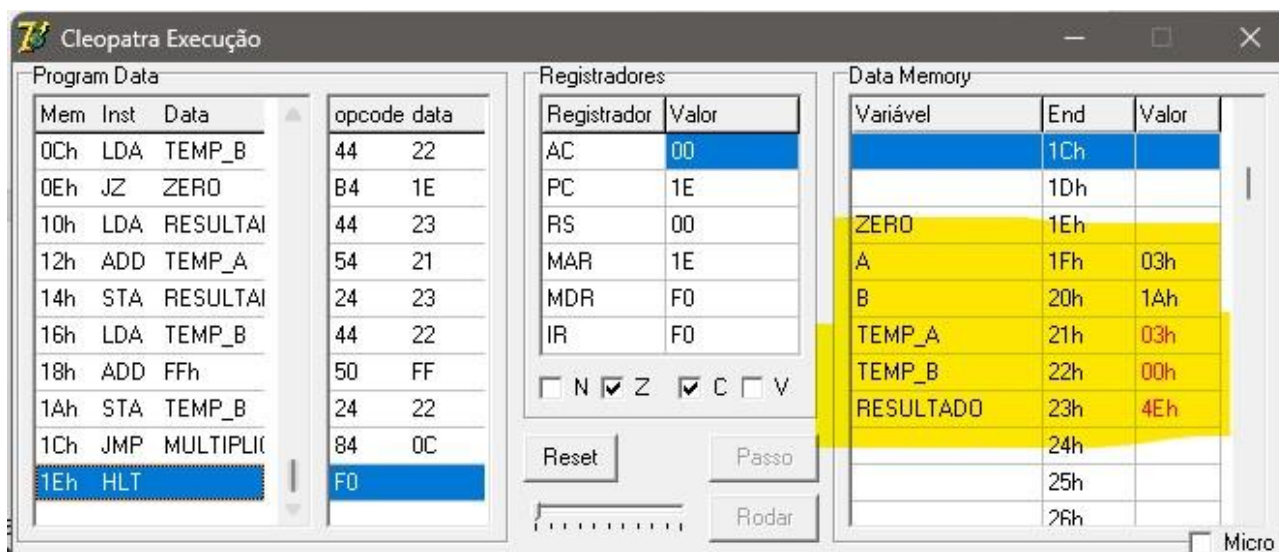 Cleopatra Execução
Program Data
Mem Inst Data opcode data
0Ch LDA TEMP_B 44 22
0Eh JZ ZERO B4 1E
10h LDA RESULTAI 44 23
12h ADD TEMP_A 54 21
14h STA RESULTAI 24 23
16h LDA TEMP_B 44 22
18h ADD FFh 50 FF
1Ah STA TEMP_B 24 22
1Ch JMP MULTIPLI( 84 0C
1Eh HLT F0
Registradores
Registrador Valor
AC 00
PC 1E
RS 00
MAR 1E
MDR F0
IR F0
N Z C V
Reset Passo
Rodar
Data Memory
Variável End Valor
1Ch
1Dh
ZERO 1Eh
A 1Fh 03h
B 20h 1Ah
TEMP_A 21h 03h
TEMP_B 22h 00h
RESULTADO 23h 4Eh
24h
25h
26h
Micro